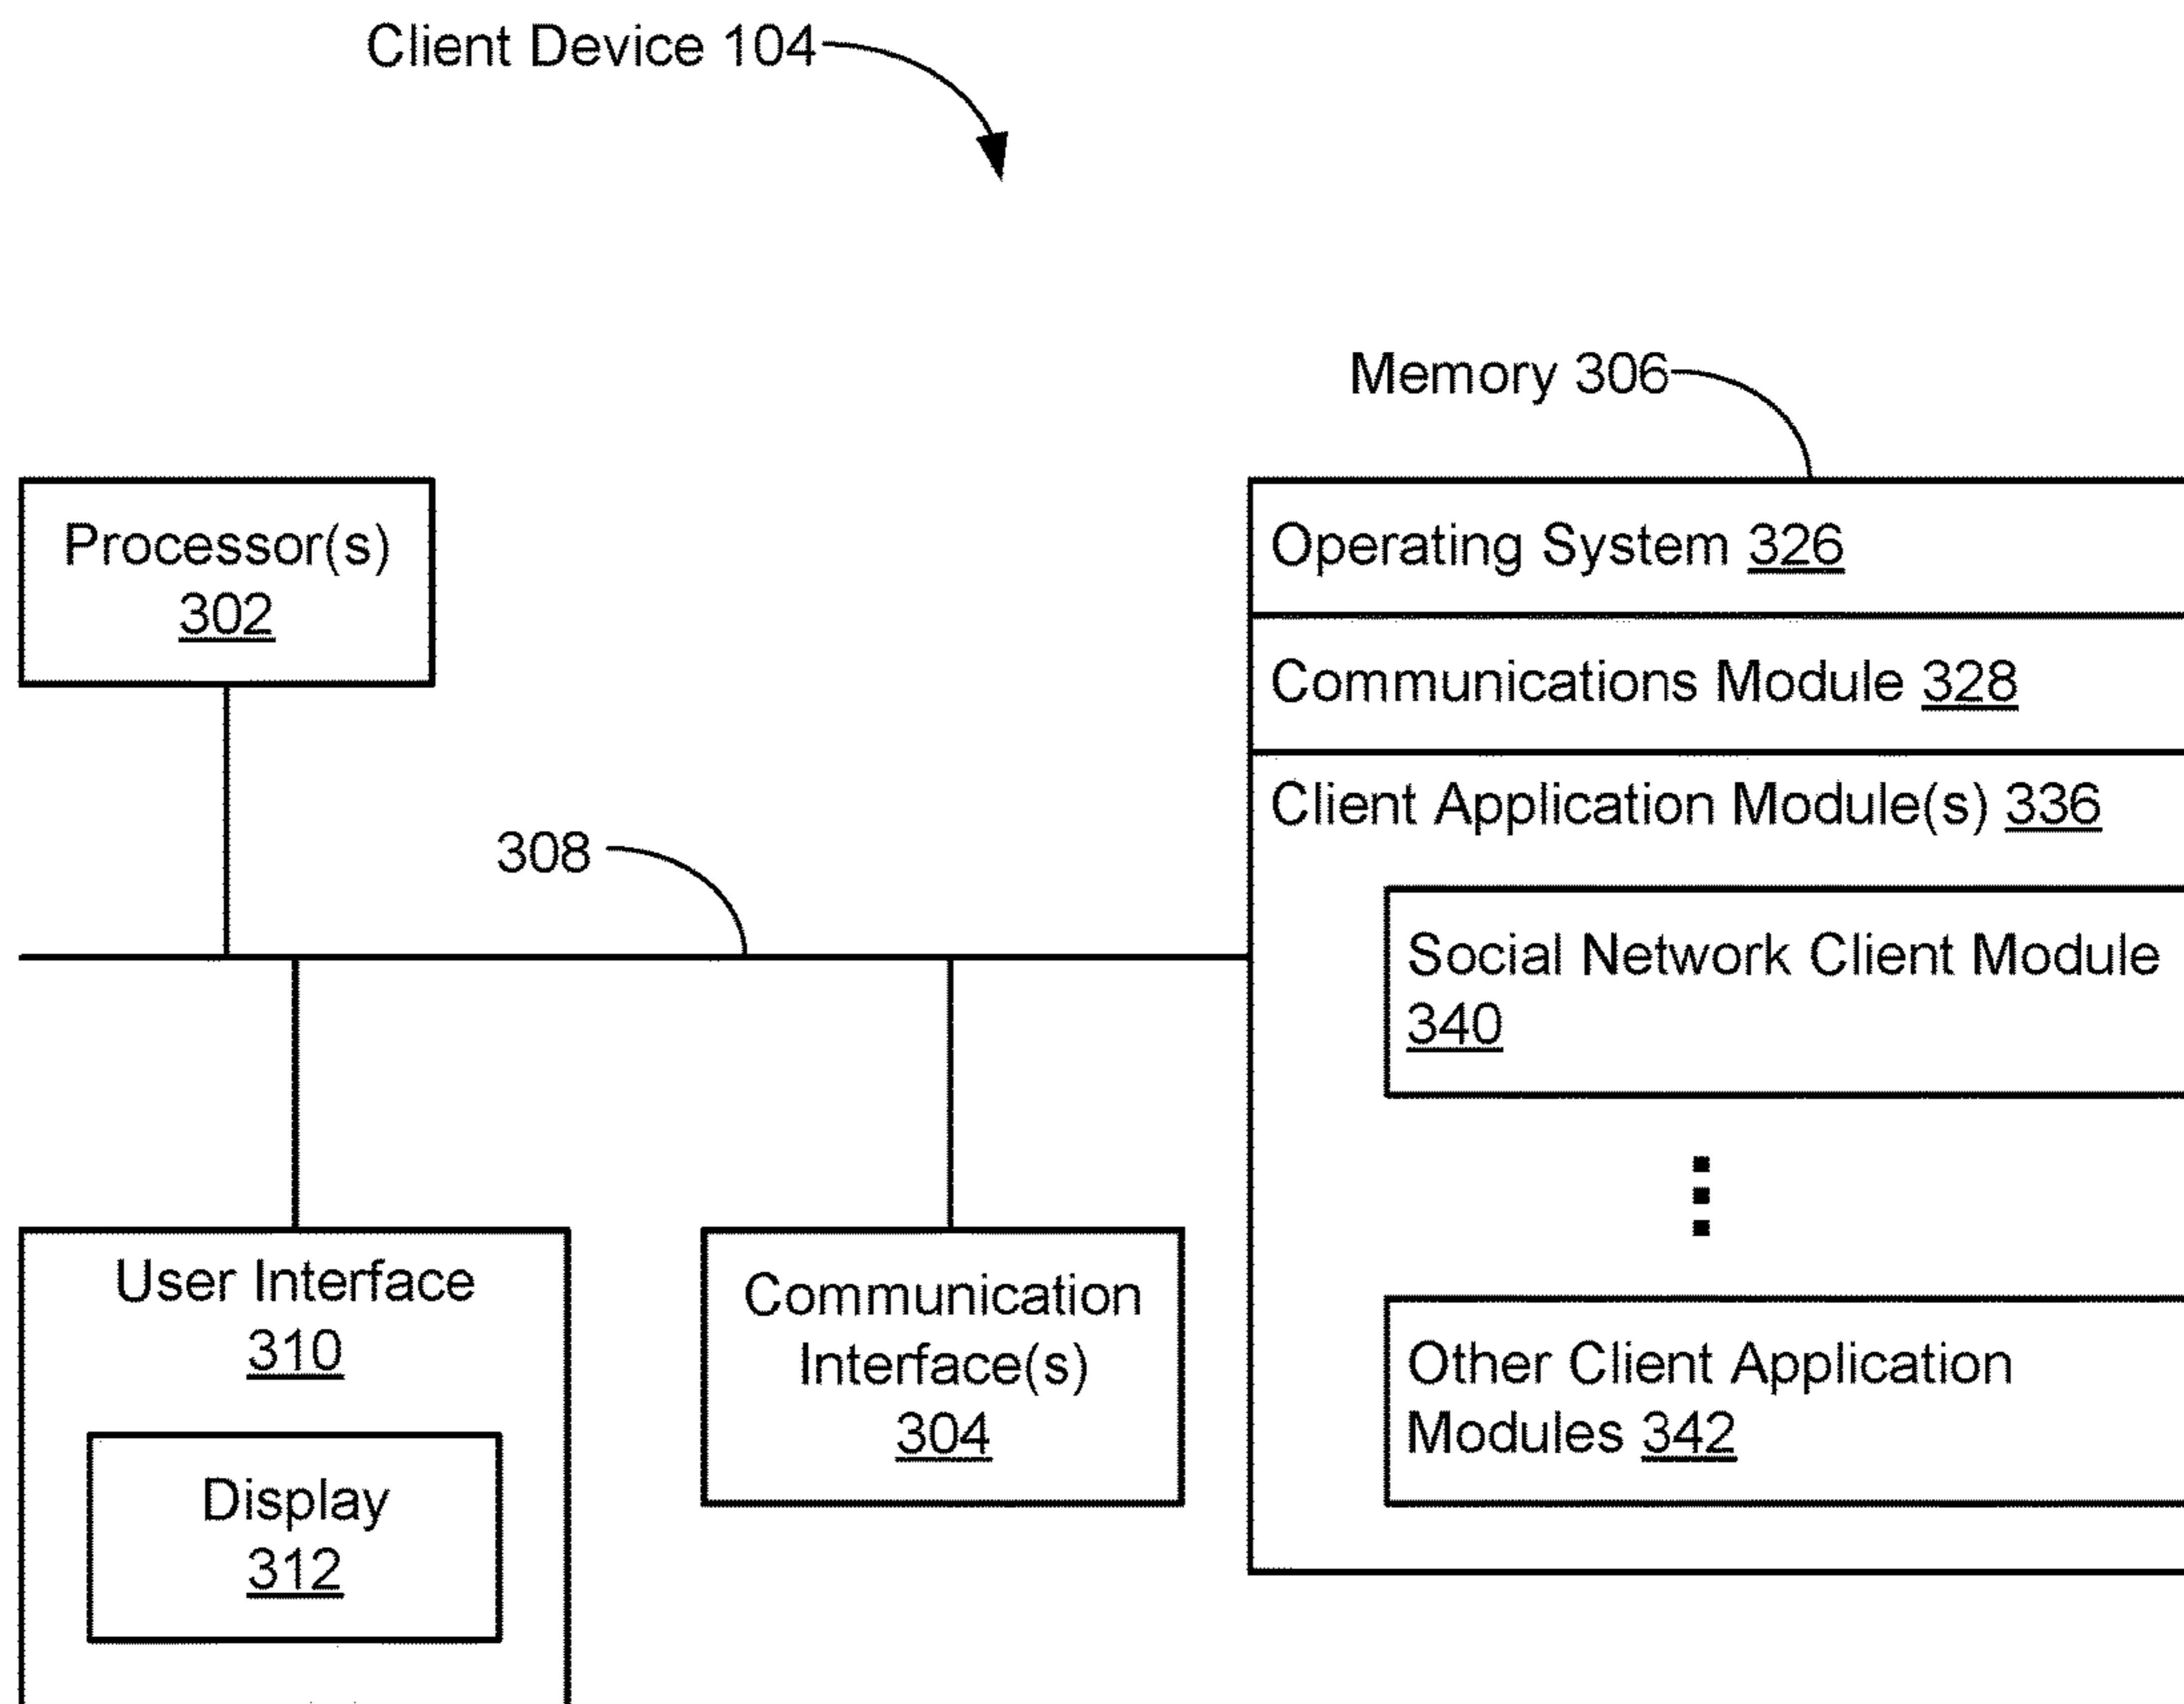 Client Device 104
Memory 306
Processor(s)
302
Operating System 326
Communications Module 328
Client Application Module(s) 336
308
Social Network Client Module
340
User Interface
310
Communication
Interface(s)
304
Other Client Application
Modules 342
Display
312